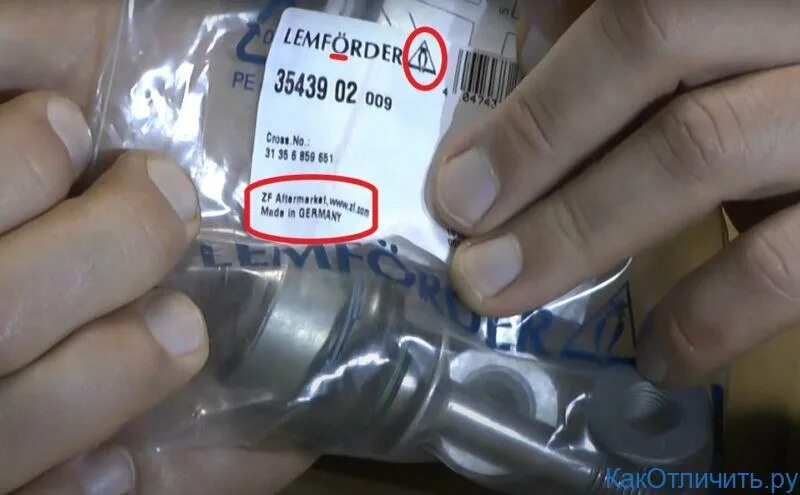 LEMFÖRDER
35439 02 009
Cross.No.:
31 35 6 859 651
ZF Aftermarket, www.zf.com
Made in GERMANY
PE
LEMFÖRDER
КакОтличить.ру